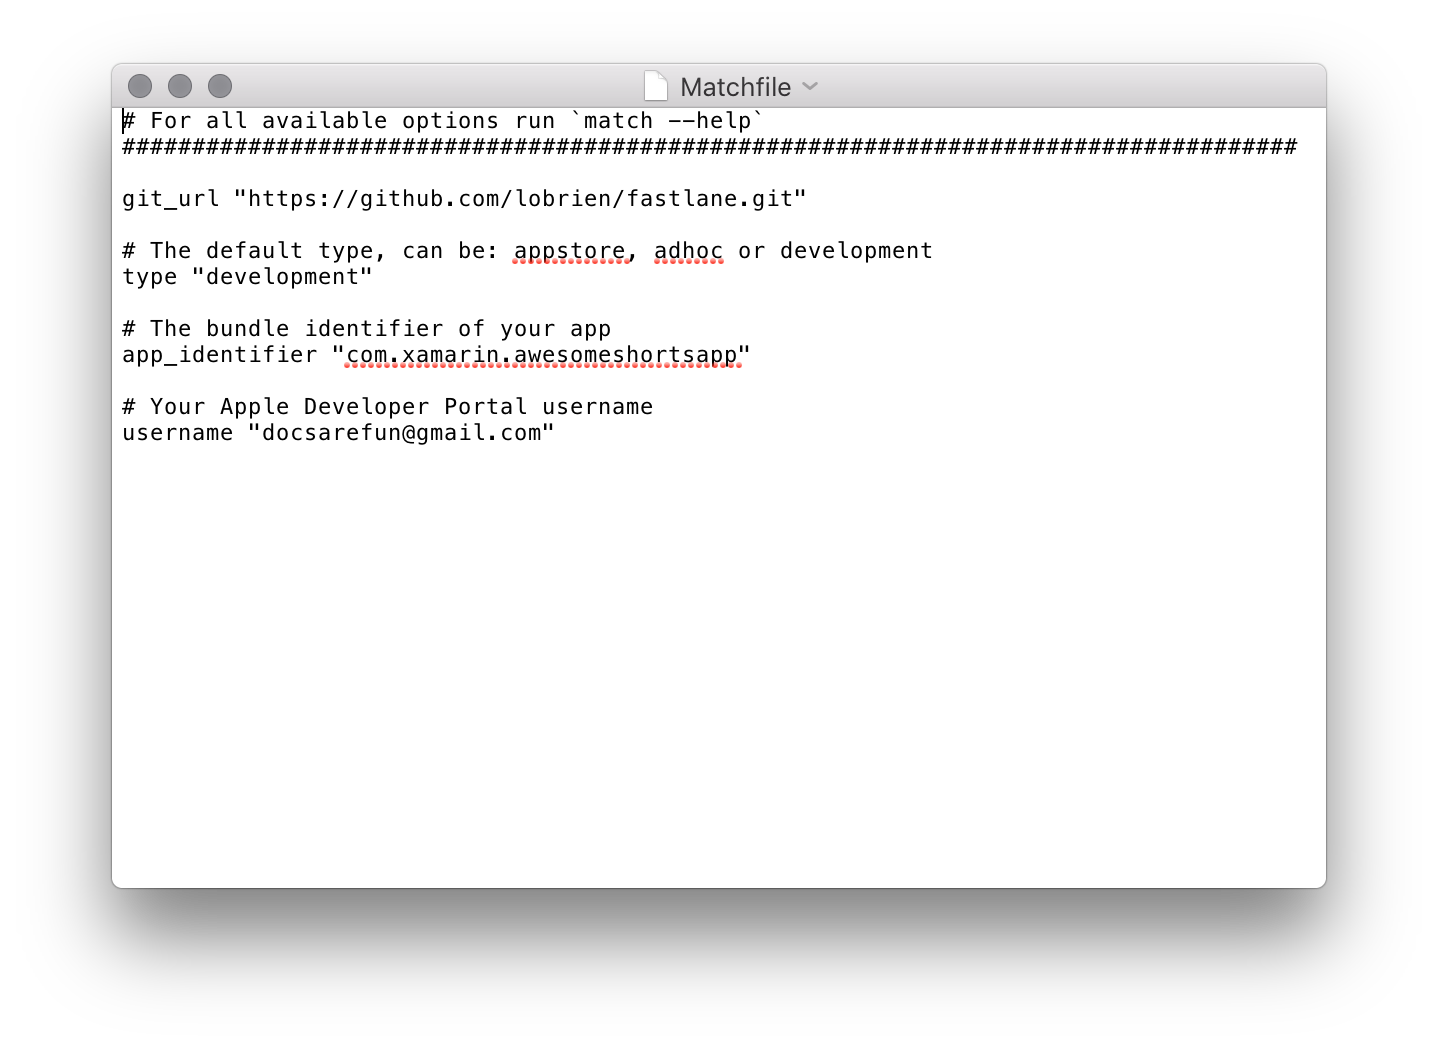 Matchfile
# For all available options run `match --help`
####################################################################################
git_url "https://github.com/lobrien/fastlane.git"
# The default type, can be: appstore, adhoc or development
type "development"
# The bundle identifier of your app
app_identifier "com.xamarin.awesomeshortsapp"
# Your Apple Developer Portal username
username "docsarefun@gmail.com"